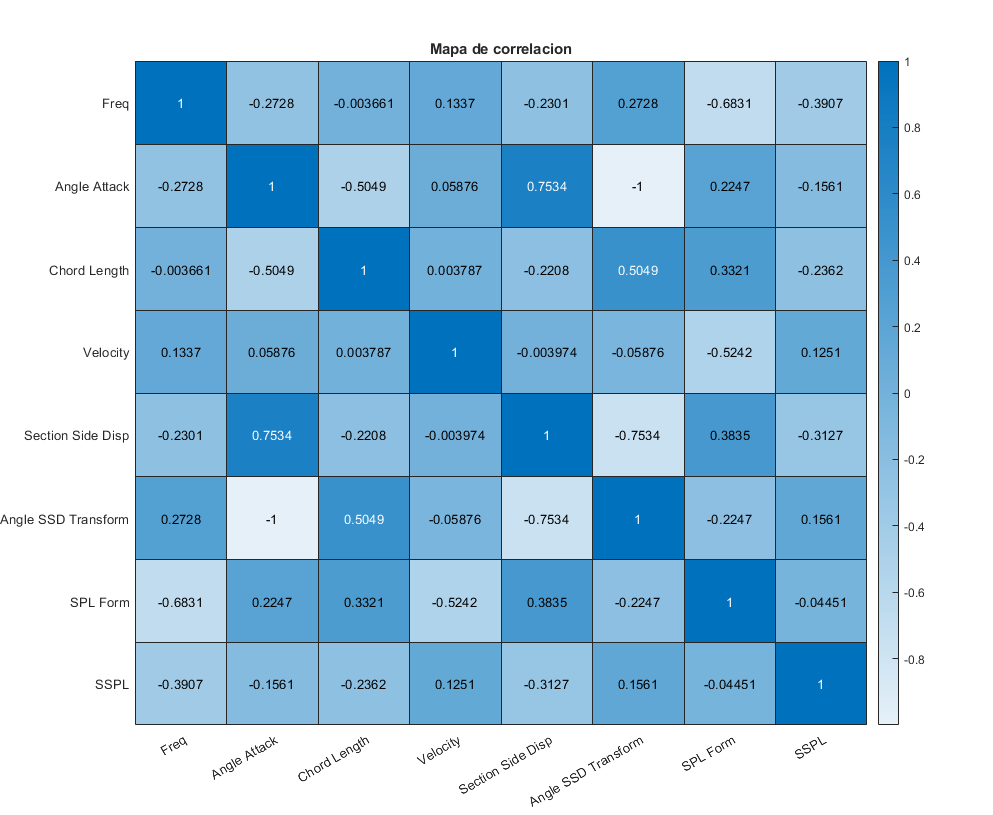 Mapa de correlacion
Freq 1 -0.2728 -0.003661 0.1337 -0.2301 0.2728 -0.6831 -0.3907
Angle Attack -0.2728 1 -0.5049 0.05876 0.7534 -1 0.2247 -0.1561
Chord Length -0.003661 -0.5049 1 0.003787 -0.2208 0.5049 0.3321 -0.2362
Velocity 0.1337 0.05876 0.003787 1 -0.003974 -0.05876 -0.5242 0.1251
Section Side Disp -0.2301 0.7534 -0.2208 -0.003974 1 -0.7534 0.3835 -0.3127
Angle SSD Transform 0.2728 -1 0.5049 -0.05876 -0.7534 1 -0.2247 0.1561
SPL Form -0.6831 0.2247 0.3321 -0.5242 0.3835 -0.2247 1 -0.04451
SSPL -0.3907 -0.1561 -0.2362 0.1251 -0.3127 0.1561 -0.04451 1
Freq Angle Attack Chord Length Velocity Section Side Disp Angle SSD Transform SPL Form SSPL
1
0.8
0.6
0.4
0.2
0
-0.2
-0.4
-0.6
-0.8